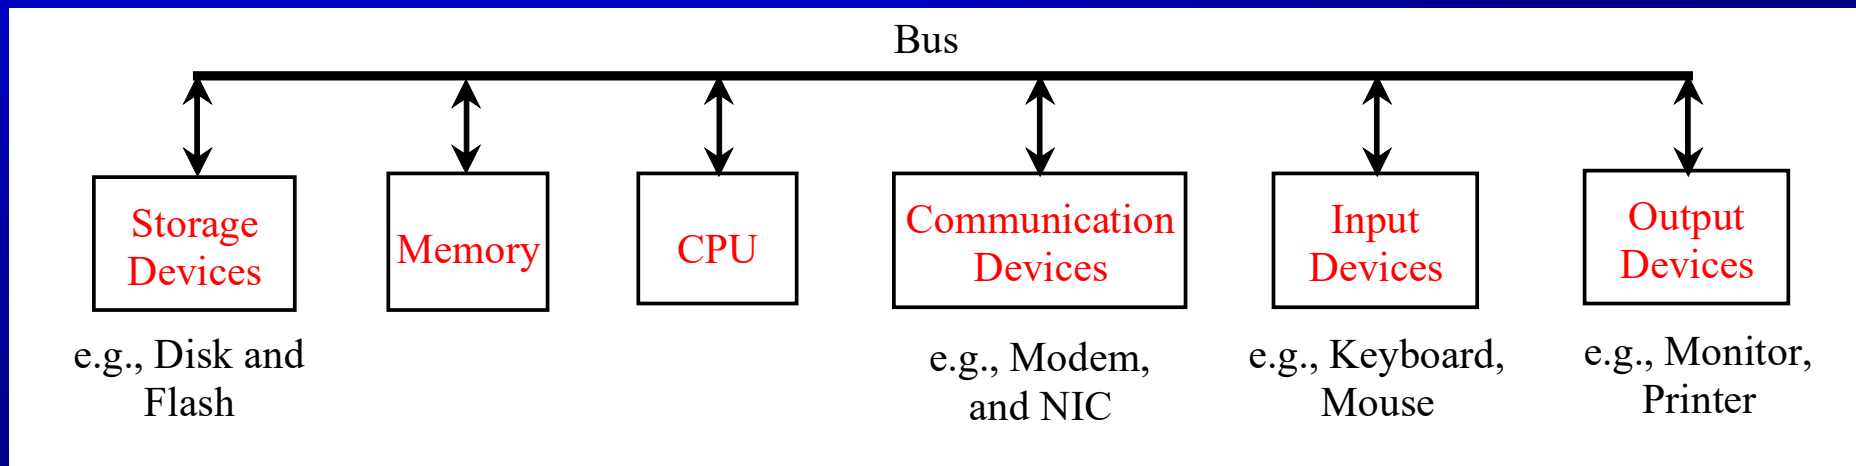 Bus
Storage
Devices
Memory
CPU
Communication
Devices
Input
Devices
Output
Devices
e.g., Disk and
Flash
e.g., Modem,
and NIC
e.g., Keyboard,
Mouse
e.g., Monitor,
Printer